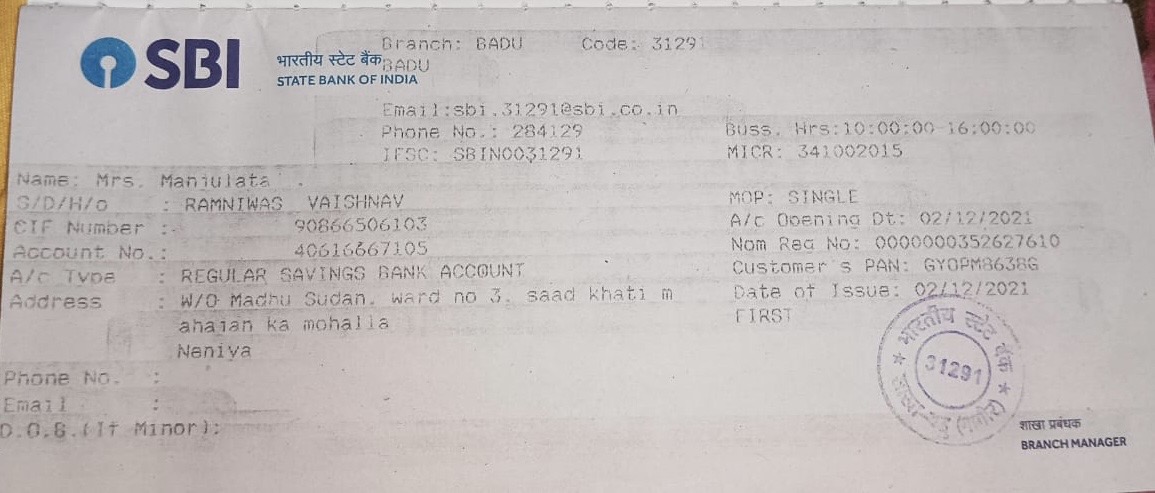 SBI
भारतीय स्टेट बैंक
STATE BANK OF INDIA
Branch: BADU Code: 31291
BADU
Email:sbi.31291@sbi.co.in
Phone No.: 284129 Buss. Hrs:10:00:00-16:00:00
IFSC: SBIN0031291 MICR: 341002015
Name: Mrs. Manjulata .
S/D/H/o : RAMNIWAS VAISHNAV MOP: SINGLE
CIF Number : 90866506103 A/c Opening Dt: 02/12/2021
Account No.: 40616667105 Nom Reg No: 0000000352627610
A/c Type : REGULAR SAVINGS BANK ACCOUNT Customer's PAN: GYOPM8638G
Address : W/O Madhu Sudan, ward no 3, saad khati m Date of Issue: 02/12/2021
ahajan ka mohalla FIRST
Neniya
Phone No. :
Email :
D.O.B.(If Minor):
भारतीय स्टेट बैंक
31291
शाखा प्रबंधक
BRANCH MANAGER